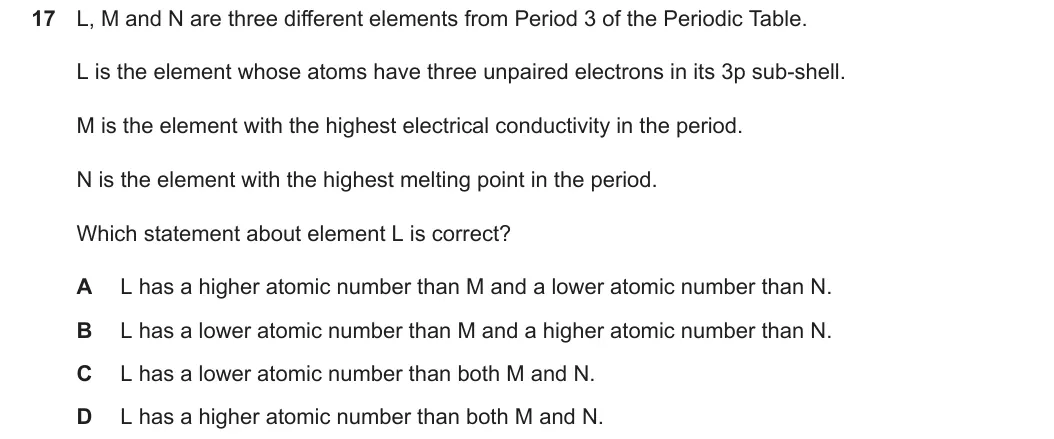 17 L, M and N are three different elements from Period 3 of the Periodic Table.
L is the element whose atoms have three unpaired electrons in its 3p sub-shell.
M is the element with the highest electrical conductivity in the period.
N is the element with the highest melting point in the period.
Which statement about element L is correct?
A L has a higher atomic number than M and a lower atomic number than N.
B L has a lower atomic number than M and a higher atomic number than N.
C L has a lower atomic number than both M and N.
D L has a higher atomic number than both M and N.